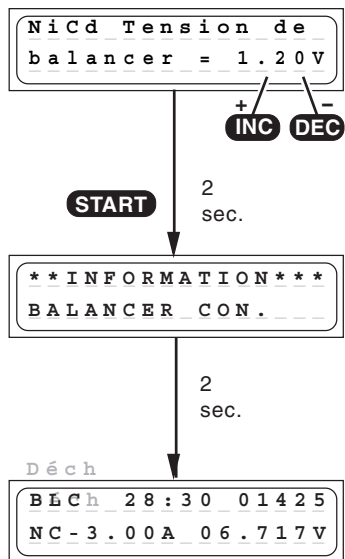 NiCd Tension de
balancer = 1.20V
+ −
INC DEC
START
2
sec.
**INFORMATION***
BALANCER CON.
2
sec.
Déch
BLC 28:30 01425
NC-3.00A 06.717V